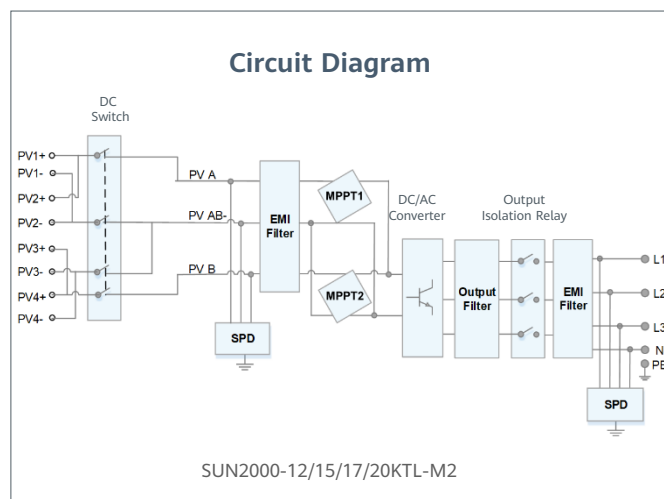 Circuit Diagram
DC
Switch
PV1+
PV1-
PV2+
PV2-
PV3+
PV3-
PV4+
PV4-
PV A
PV AB-
PV B
EMI
Filter
SPD
MPPT1
MPPT2
DC/AC
Converter
Output
Filter
Output
Isolation Relay
EMI
Filter
L1
L2
L3
N
PE
SPD
SUN2000-12/15/17/20KTL-M2